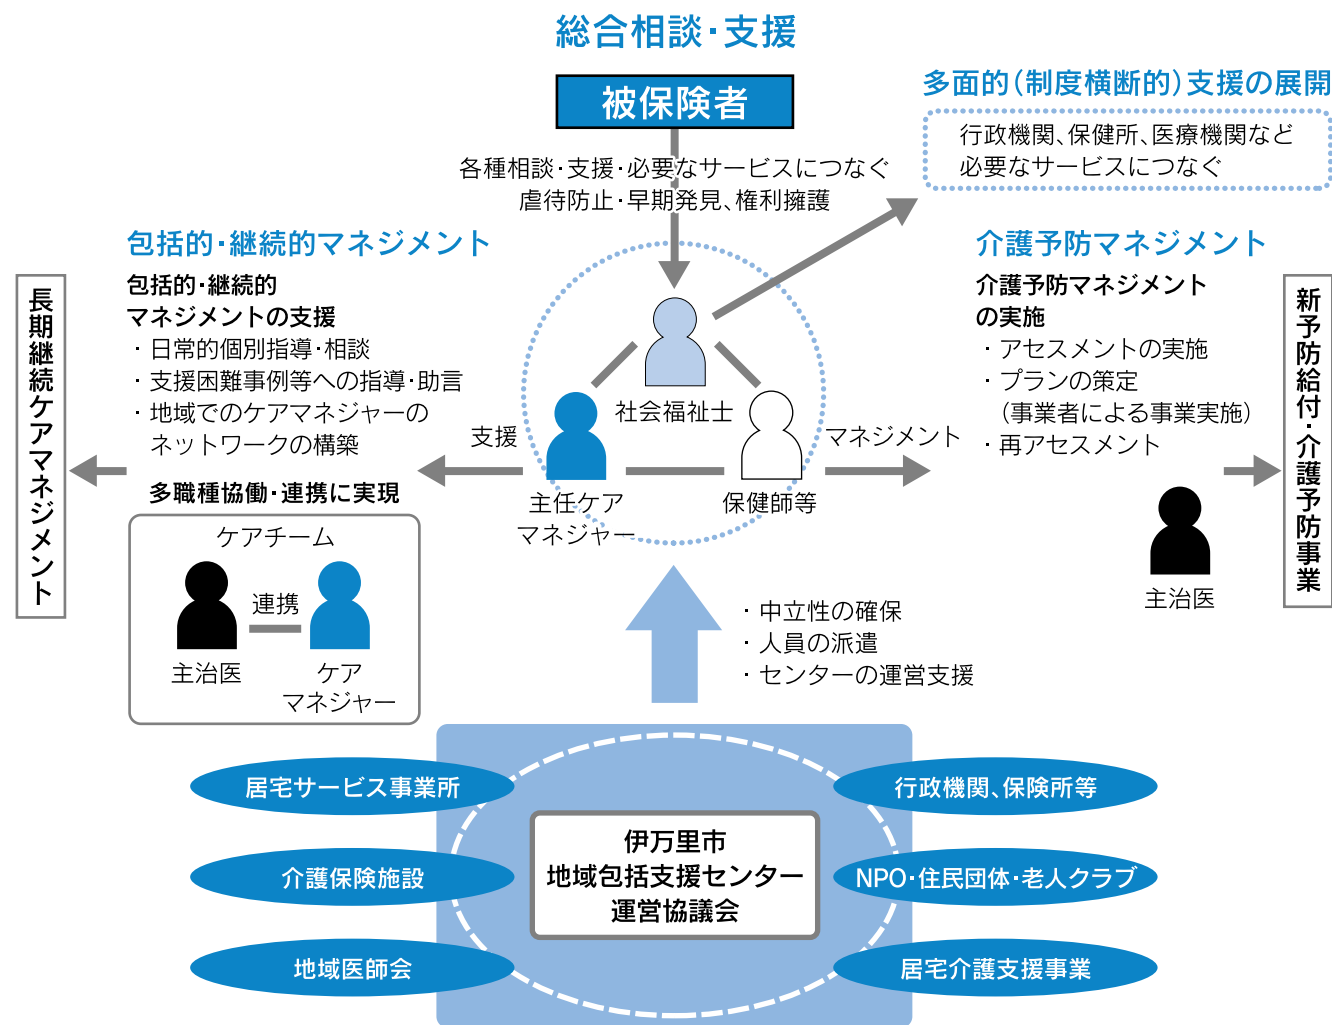 総合相談・支援
被保険者
各種相談・支援・必要なサービスにつなぐ
虐待防止・早期発見、権利擁護
多面的(制度横断的)支援の展開
行政機関、保健所、医療機関など
必要なサービスにつなぐ
包括的・継続的マネジメント
包括的・継続的
マネジメントの支援
・日常的個別指導・相談
・支援困難事例等への指導・助言
・地域でのケアマネジャーの
ネットワークの構築
長期継続ケアマネジメント
多職種協働・連携に実現
ケアチーム
連携
主治医
ケア
マネジャー
社会福祉士
支援
主任ケア
マネジャー
保健師等
マネジメント
介護予防マネジメント
介護予防マネジメント
の実施
・アセスメントの実施
・プランの策定
(事業者による事業実施)
・再アセスメント
主治医
新予防給付・介護予防事業
・中立性の確保
・人員の派遣
・センターの運営支援
居宅サービス事業所
介護保険施設
地域医師会
伊万里市
地域包括支援センター
運営協議会
行政機関、保険所等
NPO・住民団体・老人クラブ
居宅介護支援事業